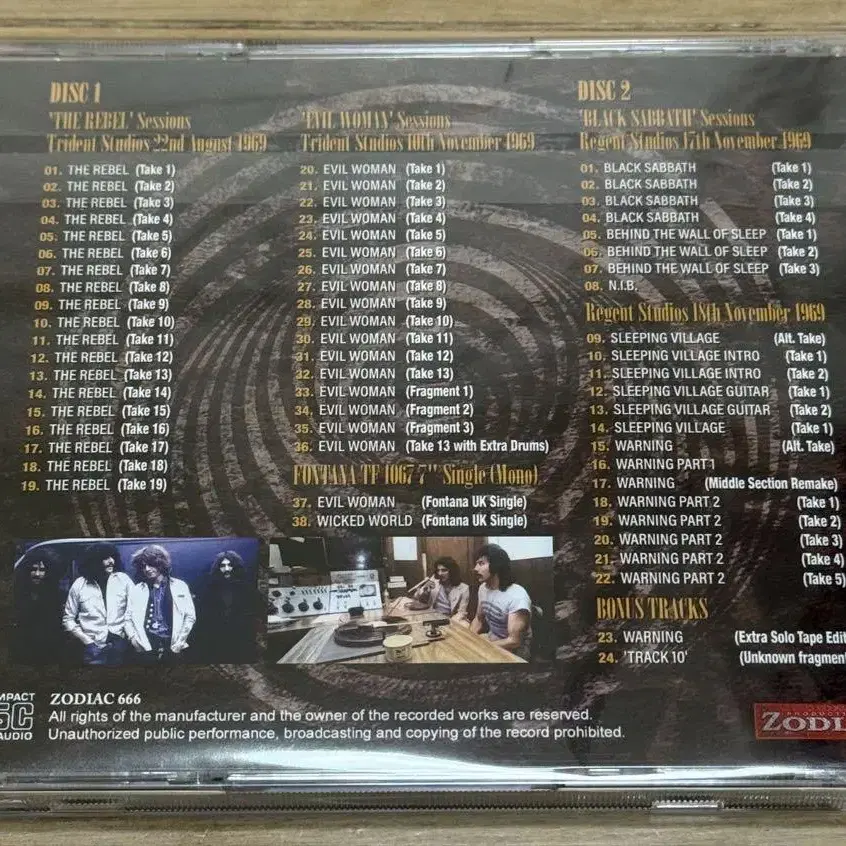 DISC 1
'THE REBEL' Sessions
Trident Studios 22nd August 1969
01. THE REBEL (Take 1)
02. THE REBEL (Take 2)
03. THE REBEL (Take 3)
04. THE REBEL (Take 4)
05. THE REBEL (Take 5)
06. THE REBEL (Take 6)
07. THE REBEL (Take 7)
08. THE REBEL (Take 8)
09. THE REBEL (Take 9)
10. THE REBEL (Take 10)
11. THE REBEL (Take 11)
12. THE REBEL (Take 12)
13. THE REBEL (Take 13)
14. THE REBEL (Take 14)
15. THE REBEL (Take 15)
16. THE REBEL (Take 16)
17. THE REBEL (Take 17)
18. THE REBEL (Take 18)
19. THE REBEL (Take 19)
'EVIL WOMAN' Sessions
Trident Studios 10th November 1969
20. EVIL WOMAN (Take 1)
21. EVIL WOMAN (Take 2)
22. EVIL WOMAN (Take 3)
23. EVIL WOMAN (Take 4)
24. EVIL WOMAN (Take 5)
25. EVIL WOMAN (Take 6)
26. EVIL WOMAN (Take 7)
27. EVIL WOMAN (Take 8)
28. EVIL WOMAN (Take 9)
29. EVIL WOMAN (Take 10)
30. EVIL WOMAN (Take 11)
31. EVIL WOMAN (Take 12)
32. EVIL WOMAN (Take 13)
33. EVIL WOMAN (Fragment 1)
34. EVIL WOMAN (Fragment 2)
35. EVIL WOMAN (Fragment 3)
36. EVIL WOMAN (Take 13 with Extra Drums)
FONTANA TF 1067 7" Single (Mono)
37. EVIL WOMAN (Fontana UK Single)
38. WICKED WORLD (Fontana UK Single)
DISC 2
'BLACK SABBATH' Sessions
Regent Studios 17th November 1969
01. BLACK SABBATH (Take 1)
02. BLACK SABBATH (Take 2)
03. BLACK SABBATH (Take 3)
04. BLACK SABBATH (Take 4)
05. BEHIND THE WALL OF SLEEP (Take 1)
06. BEHIND THE WALL OF SLEEP (Take 2)
07. BEHIND THE WALL OF SLEEP (Take 3)
08. N.I.B.
Regent Studios 18th November 1969
09. SLEEPING VILLAGE (Alt. Take)
10. SLEEPING VILLAGE INTRO (Take 1)
11. SLEEPING VILLAGE INTRO (Take 2)
12. SLEEPING VILLAGE GUITAR (Take 1)
13. SLEEPING VILLAGE GUITAR (Take 2)
14. SLEEPING VILLAGE (Take 1)
15. WARNING (Alt. Take)
16. WARNING PART 1
17. WARNING (Middle Section Remake)
18. WARNING PART 2 (Take 1)
19. WARNING PART 2 (Take 2)
20. WARNING PART 2 (Take 3)
21. WARNING PART 2 (Take 4)
22. WARNING PART 2 (Take 5)
BONUS TRACKS
23. WARNING (Extra Solo Tape Edit
24. 'TRACK 10' (Unknown fragmen
MPACT
SC
AUDIO
ZODIAC 666
All rights of the manufacturer and the owner of the recorded works are reserved.
Unauthorized public performance, broadcasting and copying of the record prohibited.
ZODI